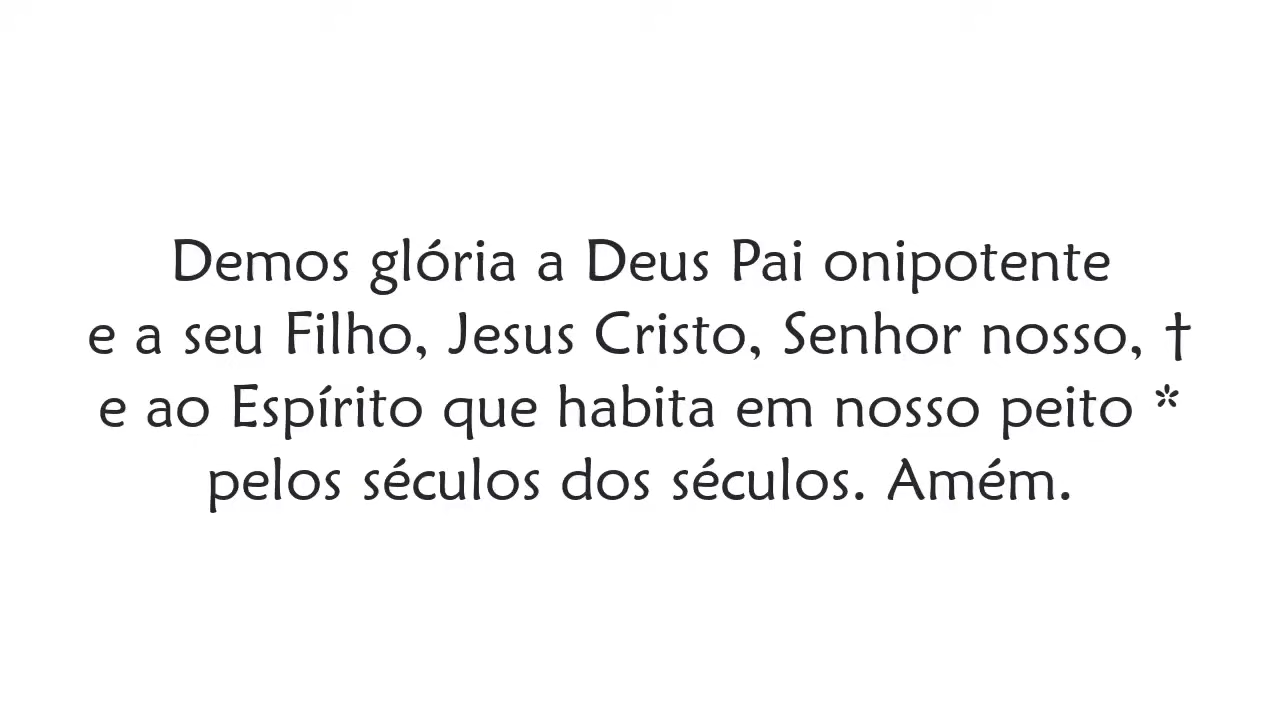 Demos glória a Deus Pai onipotente
e a seu Filho, Jesus Cristo, Senhor nosso, †
e ao Espírito que habita em nosso peito *
pelos séculos dos séculos. Amém.